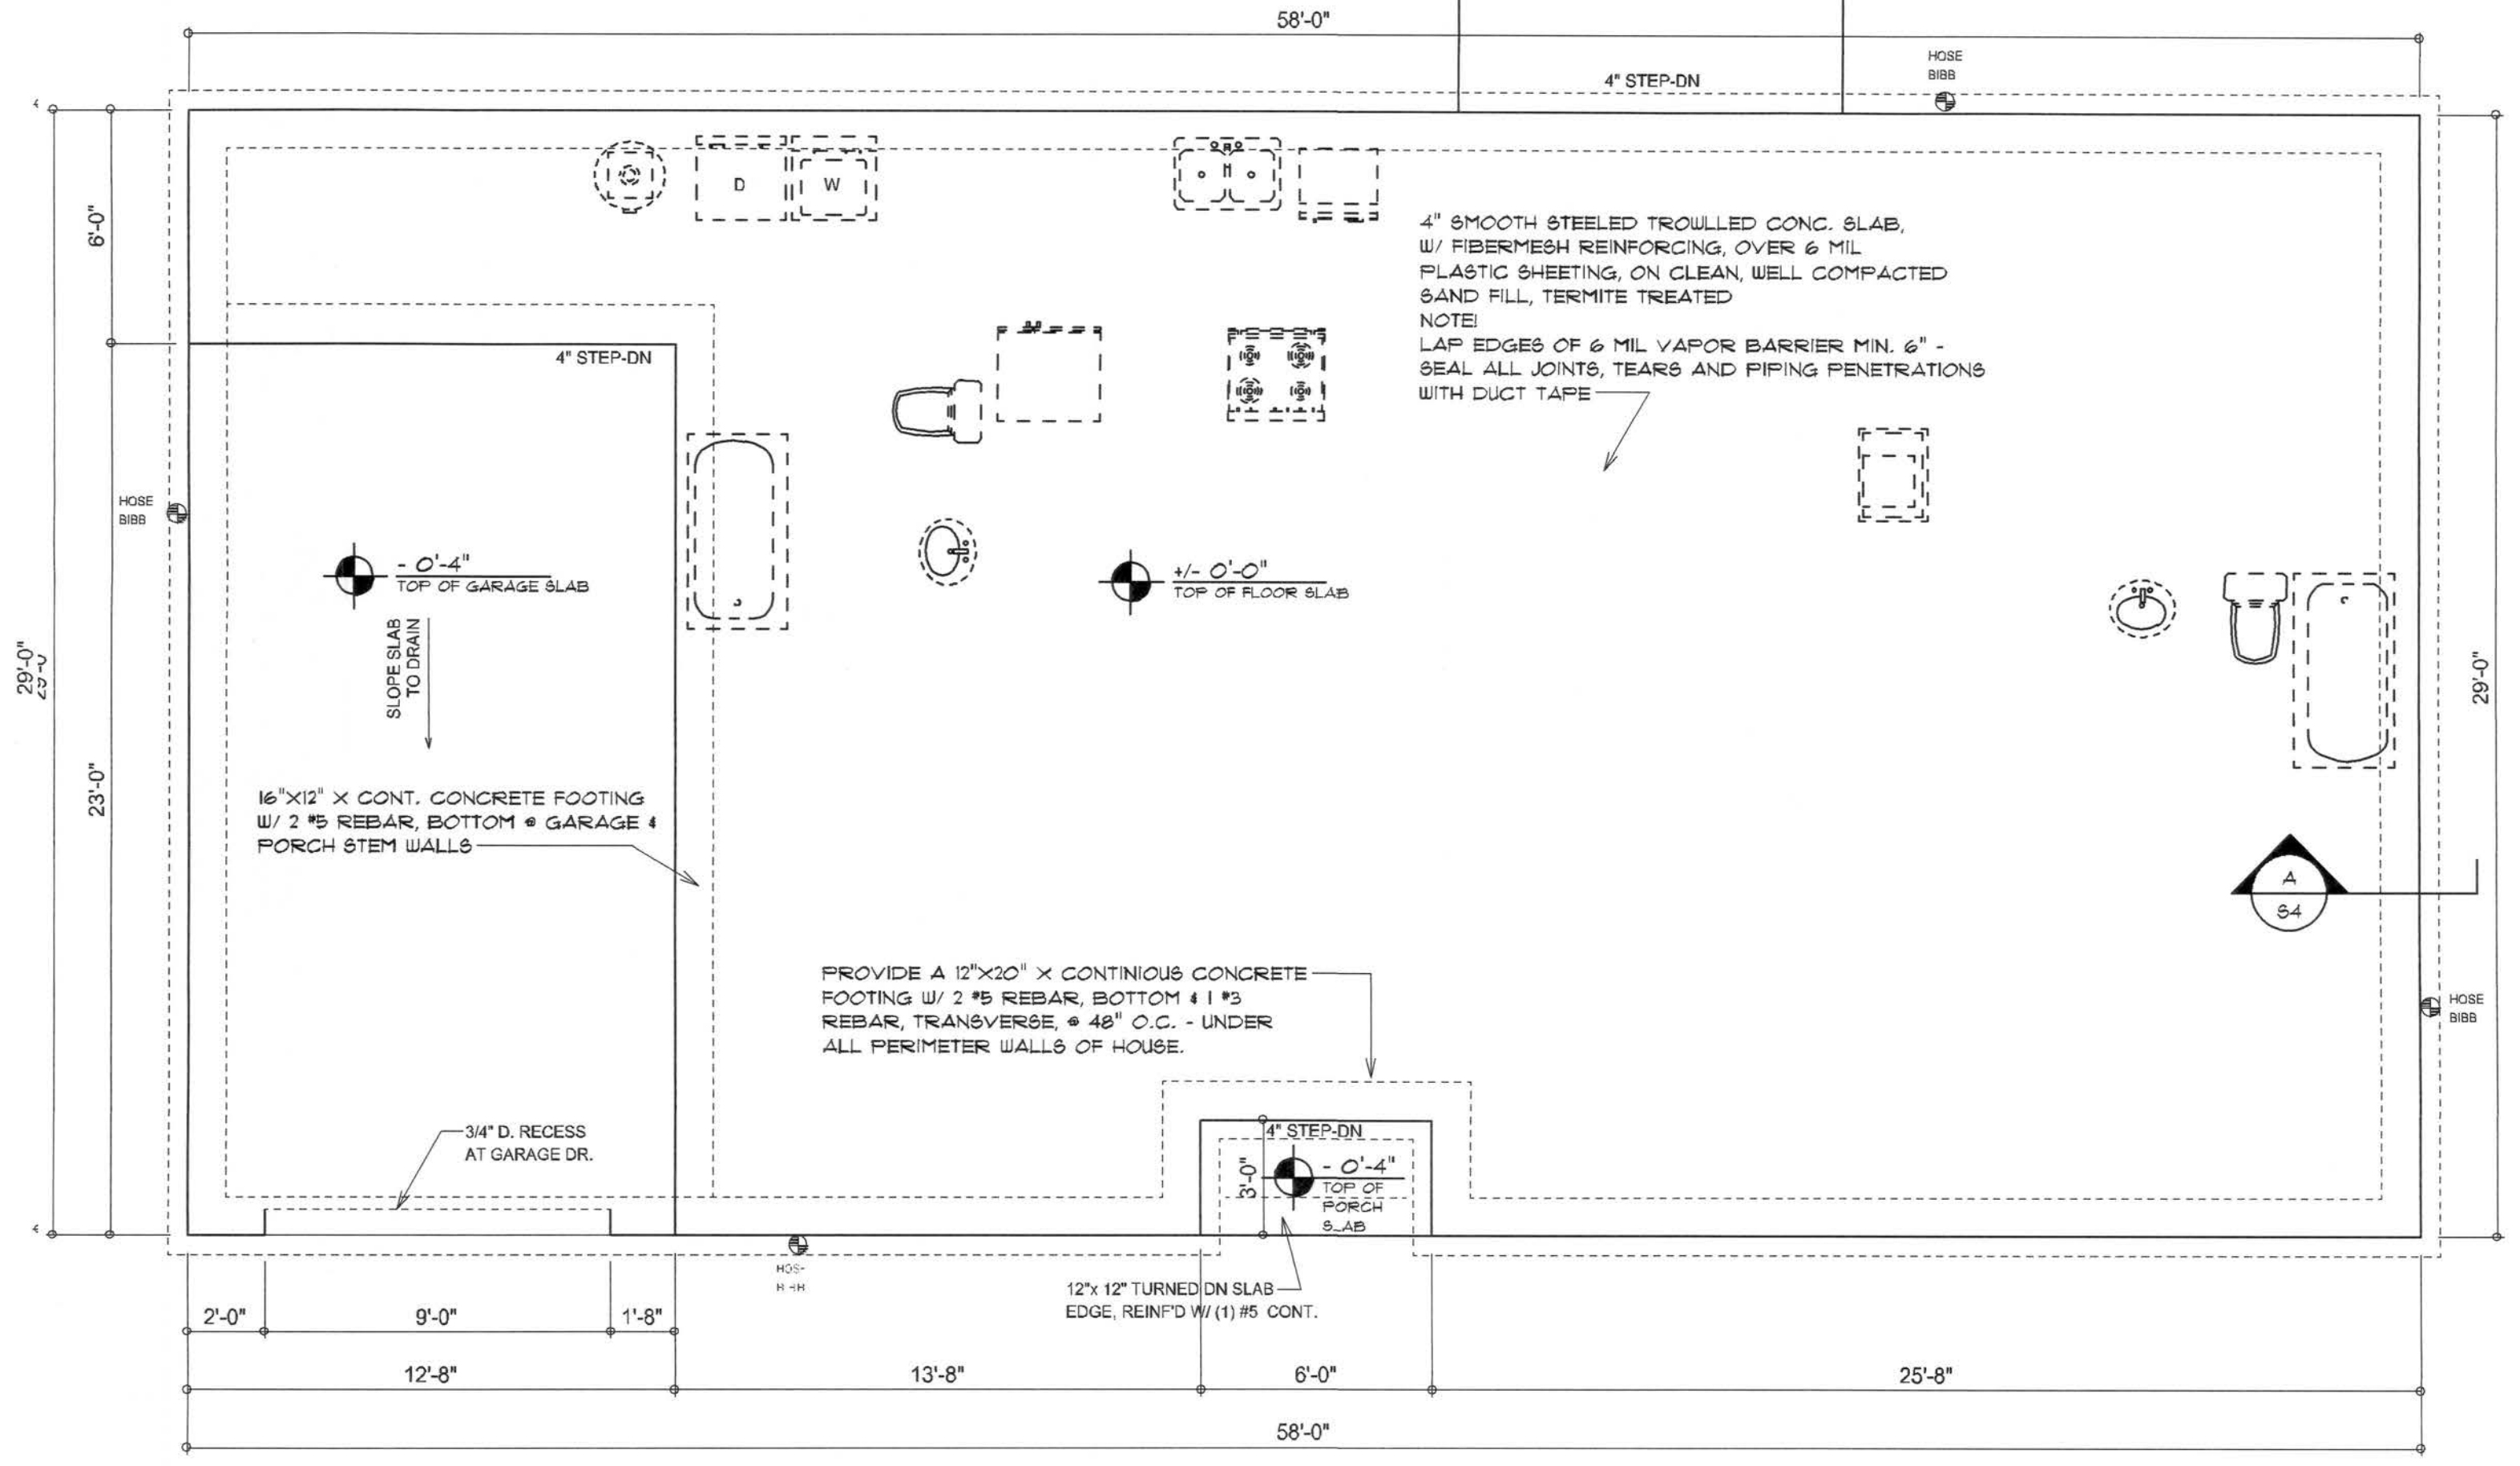 58'-0"
HOSE
BIBB
4" STEP-DN
6'-0"
D
W
4" SMOOTH STEELED TROWLLED CONC. SLAB,
W/ FIBERMESH REINFORCING, OVER 6 MIL
PLASTIC SHEETING, ON CLEAN, WELL COMPACTED
SAND FILL, TERMITE TREATED
NOTE!
LAP EDGES OF 6 MIL VAPOR BARRIER MIN. 6" -
SEAL ALL JOINTS, TEARS AND PIPING PENETRATIONS
WITH DUCT TAPE
4" STEP-DN
HOSE
BIBB
- 0'-4"
TOP OF GARAGE SLAB
+/- 0'-0"
TOP OF FLOOR SLAB
SLOPE SLAB
TO DRAIN
29'-0"
29'-0"
23'-0"
16"X12" X CONT. CONCRETE FOOTING
W/ 2 #5 REBAR, BOTTOM @ GARAGE &
PORCH STEM WALLS
A
S4
PROVIDE A 12"X20" X CONTINIOUS CONCRETE
FOOTING W/ 2 #5 REBAR, BOTTOM & 1 #3
REBAR, TRANSVERSE, @ 48" O.C. - UNDER
ALL PERIMETER WALLS OF HOUSE.
HOSE
BIBB
3/4" D. RECESS
AT GARAGE DR.
4" STEP-DN
3'-0"
- 0'-4"
TOP OF
PORCH
SLAB
12"x 12" TURNED DN SLAB
EDGE, REINF'D W/ (1) #5 CONT.
2'-0"
9'-0"
1'-8"
12'-8"
13'-8"
6'-0"
25'-8"
58'-0"